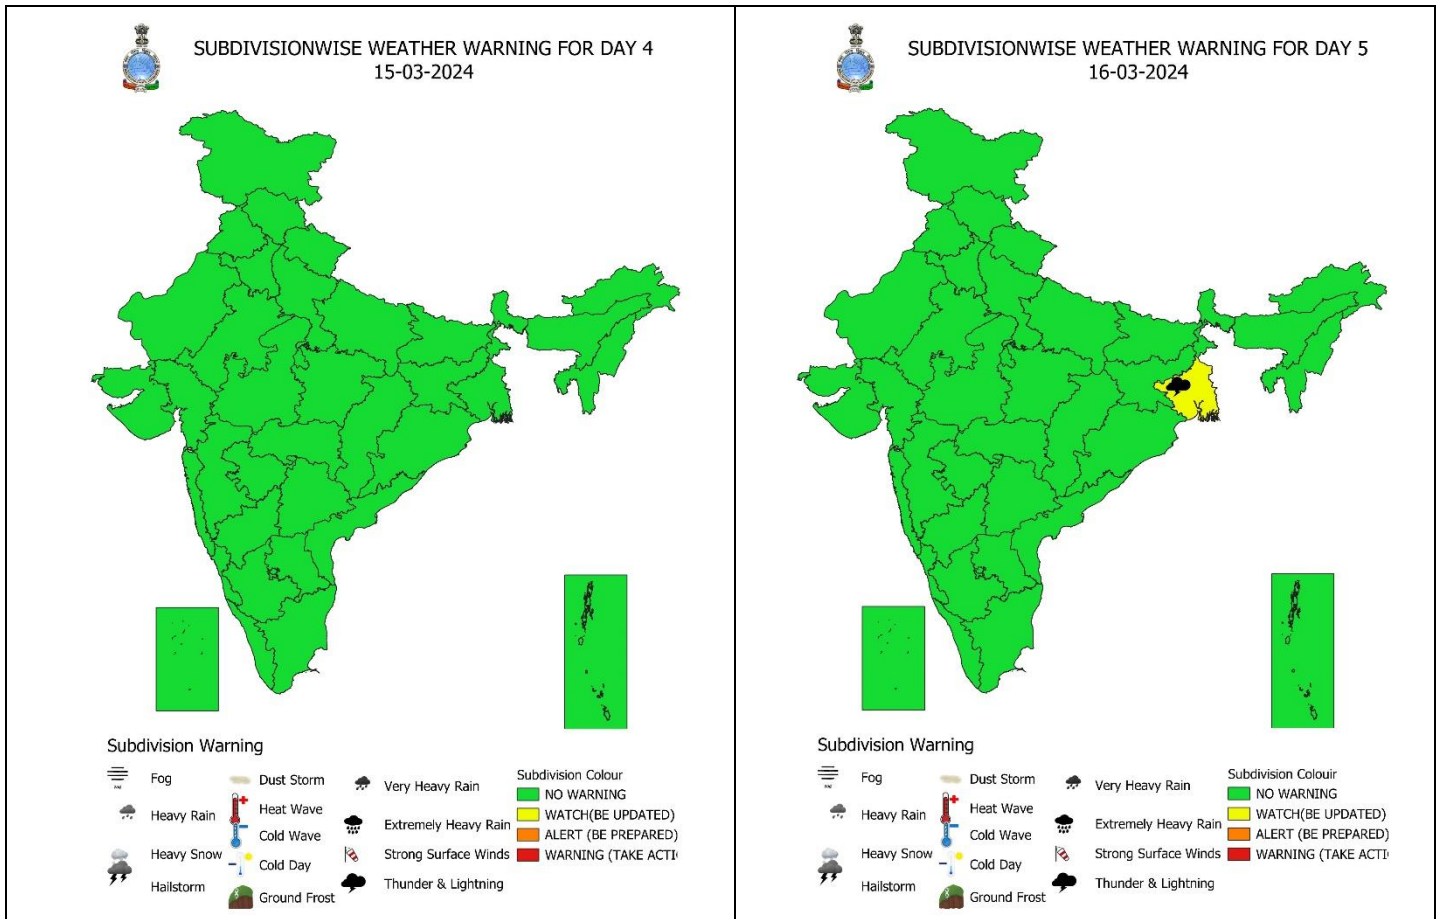 SUBDIVISIONWISE WEATHER WARNING FOR DAY 4
15-03-2024
Subdivision Warning
Fog
Heavy Rain
Heavy Snow
Hailstorm
Dust Storm
Heat Wave
Cold Wave
Cold Day
Ground Frost
Very Heavy Rain
Extremely Heavy Rain
Strong Surface Winds
Thunder & Lightning
Subdivision Colour
NO WARNING
WATCH(BE UPDATED)
ALERT (BE PREPARED)
WARNING (TAKE ACTI
SUBDIVISIONWISE WEATHER WARNING FOR DAY 5
16-03-2024
Subdivision Warning
Fog
Heavy Rain
Heavy Snow
Hailstorm
Dust Storm
Heat Wave
Cold Wave
Cold Day
Ground Frost
Very Heavy Rain
Extremely Heavy Rain
Strong Surface Winds
Thunder & Lightning
Subdivision Colouir
NO WARNING
WATCH(BE UPDATED)
ALERT (BE PREPARED)
WARNING (TAKE ACTI